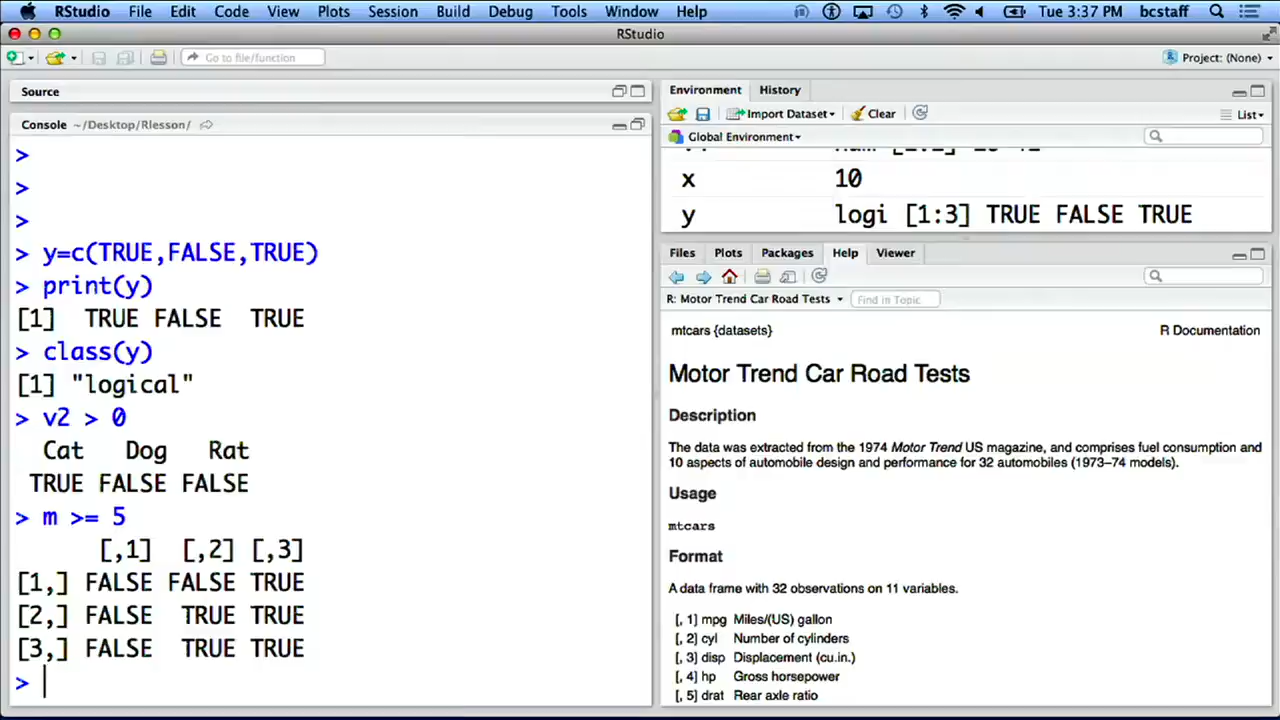 RStudio File Edit Code View Plots Session Build Debug Tools Window Help Tue 3:37 PM bcstaff
RStudio
Go to file/function Project: (None)
Source
Console ~/Desktop/Rlesson/
>
>
>
> y=c(TRUE,FALSE,TRUE)
> print(y)
[1]  TRUE FALSE  TRUE
> class(y)
[1] "logical"
> v2 > 0
  Cat   Dog   Rat
 TRUE FALSE FALSE
> m >= 5
      [,1]  [,2] [,3]
[1,] FALSE FALSE TRUE
[2,] FALSE  TRUE TRUE
[3,] FALSE  TRUE TRUE
>
Environment History
Import Dataset Clear List
Global Environment
x 10
y logi [1:3] TRUE FALSE TRUE
Files Plots Packages Help Viewer
R: Motor Trend Car Road Tests Find in Topic
mtcars {datasets} R Documentation
Motor Trend Car Road Tests
Description
The data was extracted from the 1974 Motor Trend US magazine, and comprises fuel consumption and
10 aspects of automobile design and performance for 32 automobiles (1973–74 models).
Usage
mtcars
Format
A data frame with 32 observations on 11 variables.
[, 1] mpg Miles/(US) gallon
[, 2] cyl Number of cylinders
[, 3] disp Displacement (cu.in.)
[, 4] hp Gross horsepower
[, 5] drat Rear axle ratio